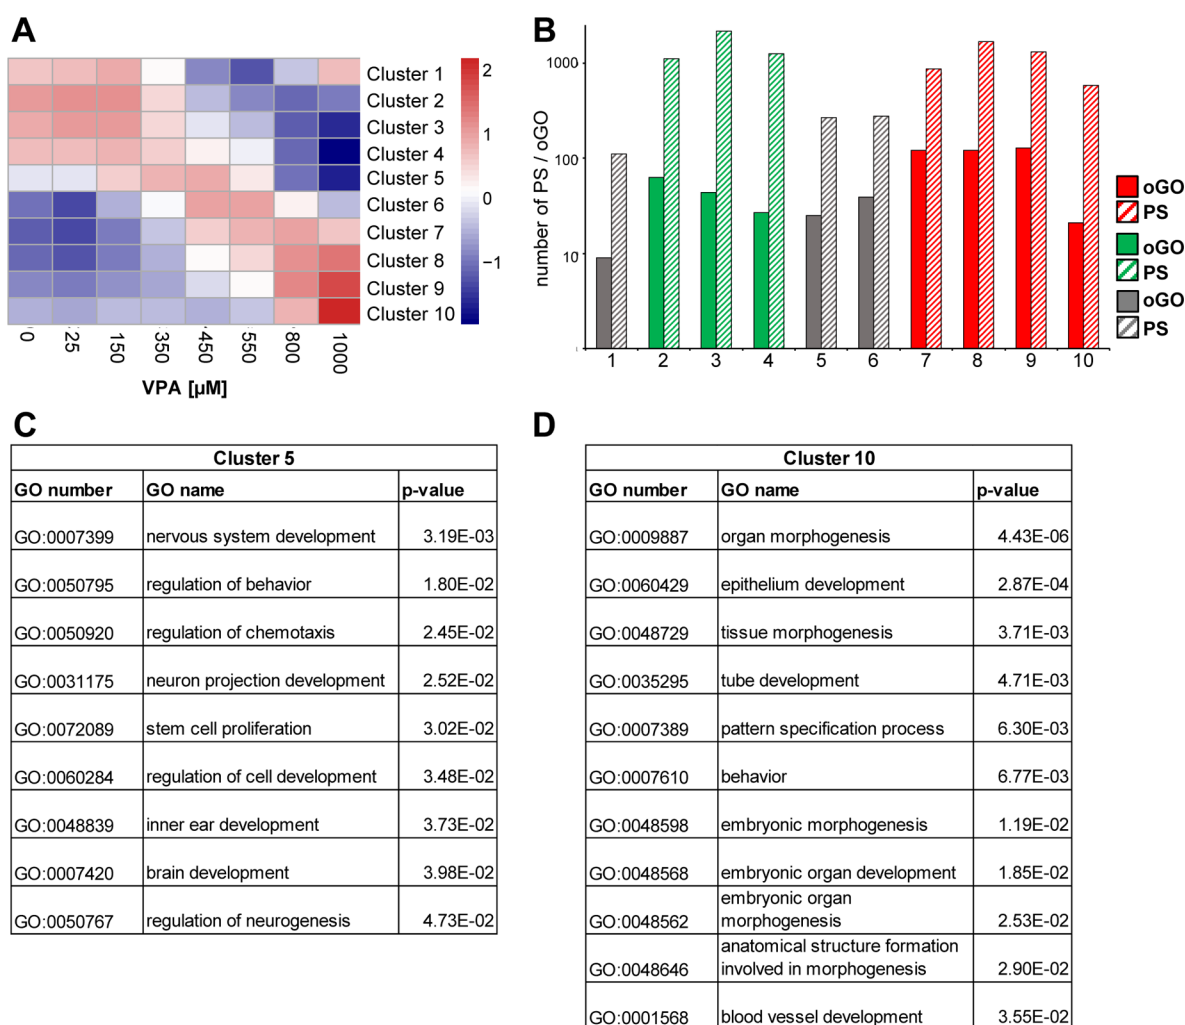 A
2
1
0
−1
Cluster 1
Cluster 2
Cluster 3
Cluster 4
Cluster 5
Cluster 6
Cluster 7
Cluster 8
Cluster 9
Cluster 10
0
25
150
350
450
550
800
1000
VPA [µM]
B
number of PS / oGO
1000
100
10
1
1 2 3 4 5 6 7 8 9 10
oGO
PS
oGO
PS
oGO
PS
C
Cluster 5
GO number GO name p-value
GO:0007399 nervous system development 3.19E-03
GO:0050795 regulation of behavior 1.80E-02
GO:0050920 regulation of chemotaxis 2.45E-02
GO:0031175 neuron projection development 2.52E-02
GO:0072089 stem cell proliferation 3.02E-02
GO:0060284 regulation of cell development 3.48E-02
GO:0048839 inner ear development 3.73E-02
GO:0007420 brain development 3.98E-02
GO:0050767 regulation of neurogenesis 4.73E-02
D
Cluster 10
GO number GO name p-value
GO:0009887 organ morphogenesis 4.43E-06
GO:0060429 epithelium development 2.87E-04
GO:0048729 tissue morphogenesis 3.71E-03
GO:0035295 tube development 4.71E-03
GO:0007389 pattern specification process 6.30E-03
GO:0007610 behavior 6.77E-03
GO:0048598 embryonic morphogenesis 1.19E-02
GO:0048568 embryonic organ development 1.85E-02
embryonic organ
GO:0048562 morphogenesis 2.53E-02
anatomical structure formation
GO:0048646 involved in morphogenesis 2.90E-02
GO:0001568 blood vessel development 3.55E-02